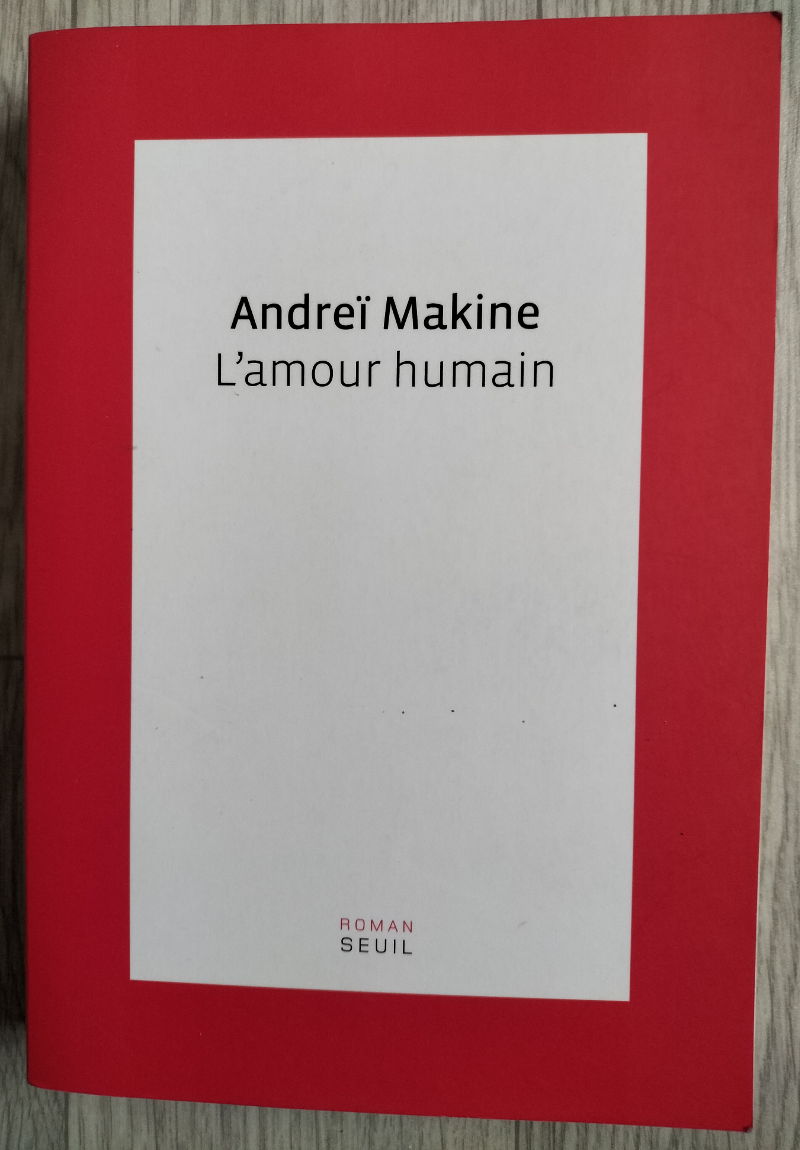 Andreï Makine
L’amour humain
ROMAN
SEUIL